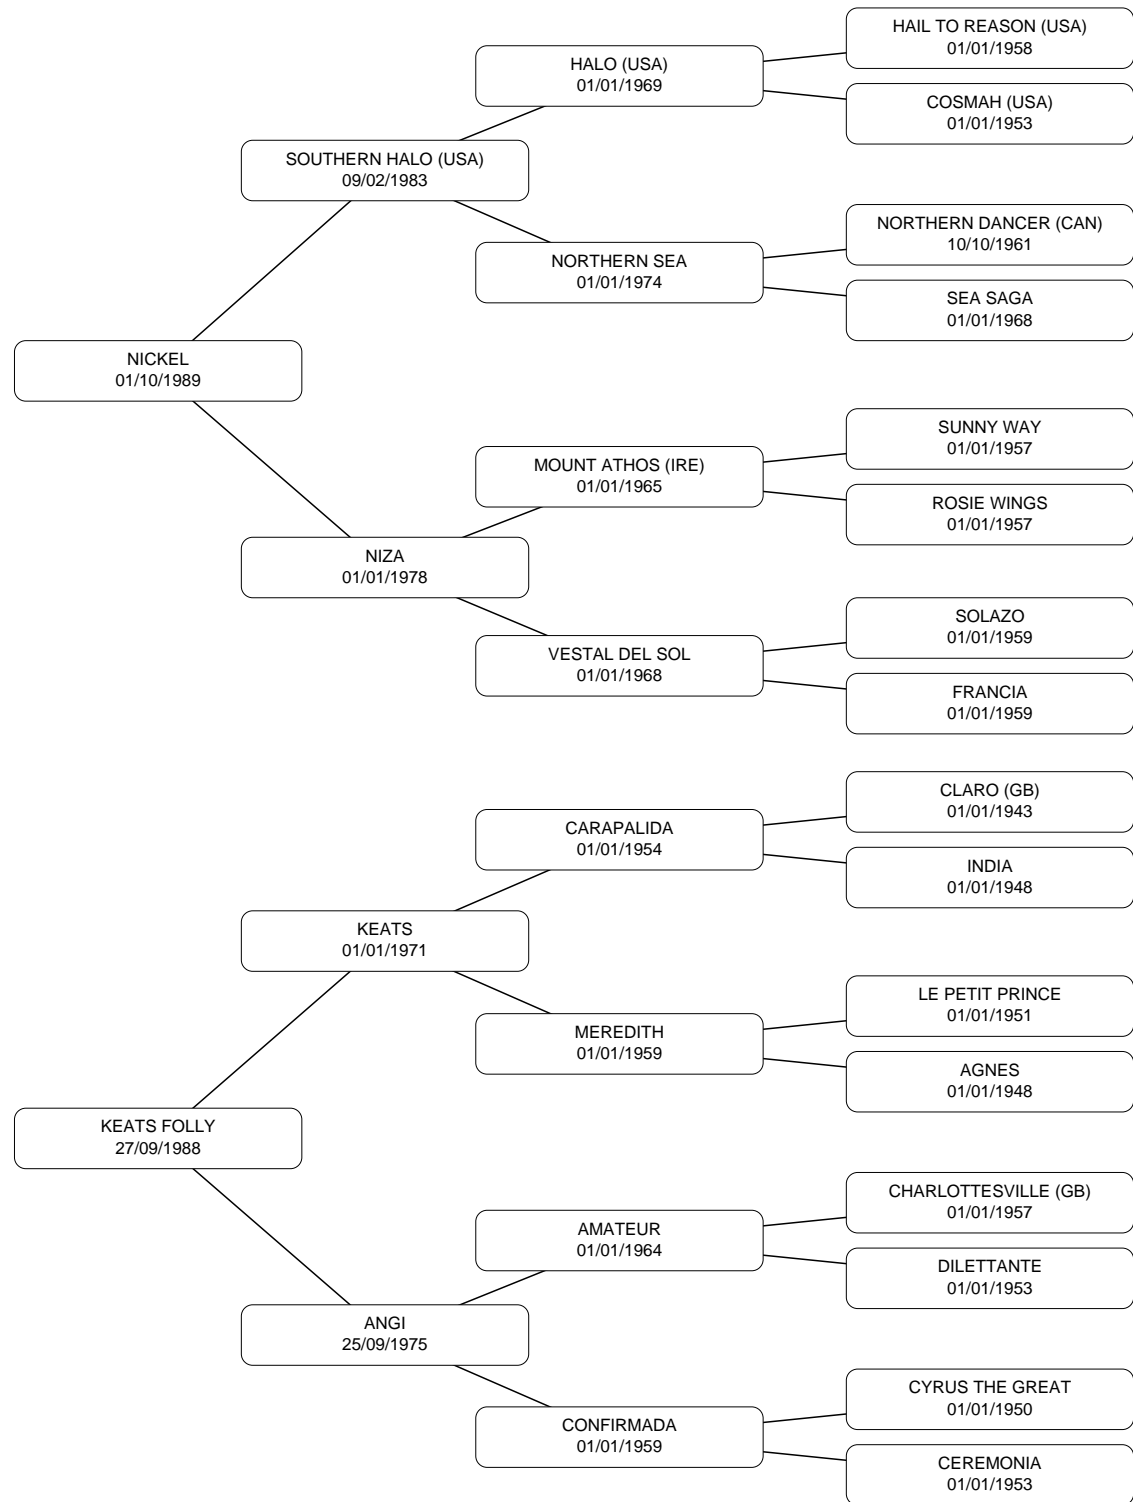 HAIL TO REASON (USA)
01/01/1958
HALO (USA)
01/01/1969
COSMAH (USA)
01/01/1953
SOUTHERN HALO (USA)
09/02/1983
NORTHERN DANCER (CAN)
10/10/1961
NORTHERN SEA
01/01/1974
SEA SAGA
01/01/1968
NICKEL
01/10/1989
SUNNY WAY
01/01/1957
MOUNT ATHOS (IRE)
01/01/1965
ROSIE WINGS
01/01/1957
NIZA
01/01/1978
SOLAZO
01/01/1959
VESTAL DEL SOL
01/01/1968
FRANCIA
01/01/1959
CLARO (GB)
01/01/1943
CARAPALIDA
01/01/1954
INDIA
01/01/1948
KEATS
01/01/1971
LE PETIT PRINCE
01/01/1951
MEREDITH
01/01/1959
AGNES
01/01/1948
KEATS FOLLY
27/09/1988
CHARLOTTESVILLE (GB)
01/01/1957
AMATEUR
01/01/1964
DILETTANTE
01/01/1953
ANGI
25/09/1975
CYRUS THE GREAT
01/01/1950
CONFIRMADA
01/01/1959
CEREMONIA
01/01/1953